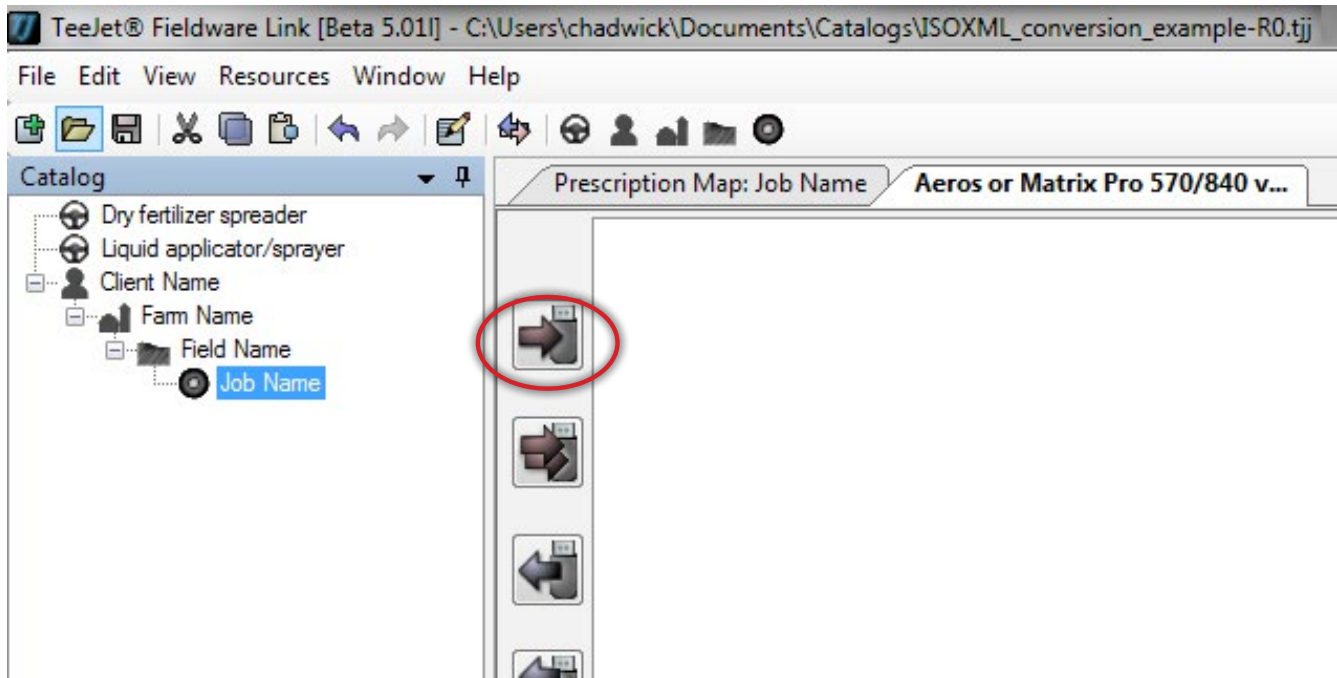 TeeJet® Fieldware Link [Beta 5.01l] - C:\Users\chadwick\Documents\Catalogs\ISOXML_conversion_example-R0.tjj
File Edit View Resources Window Help
Catalog
Prescription Map: Job Name
Aeros or Matrix Pro 570/840 v...
Dry fertilizer spreader
Liquid applicator/sprayer
Client Name
Farm Name
Field Name
Job Name